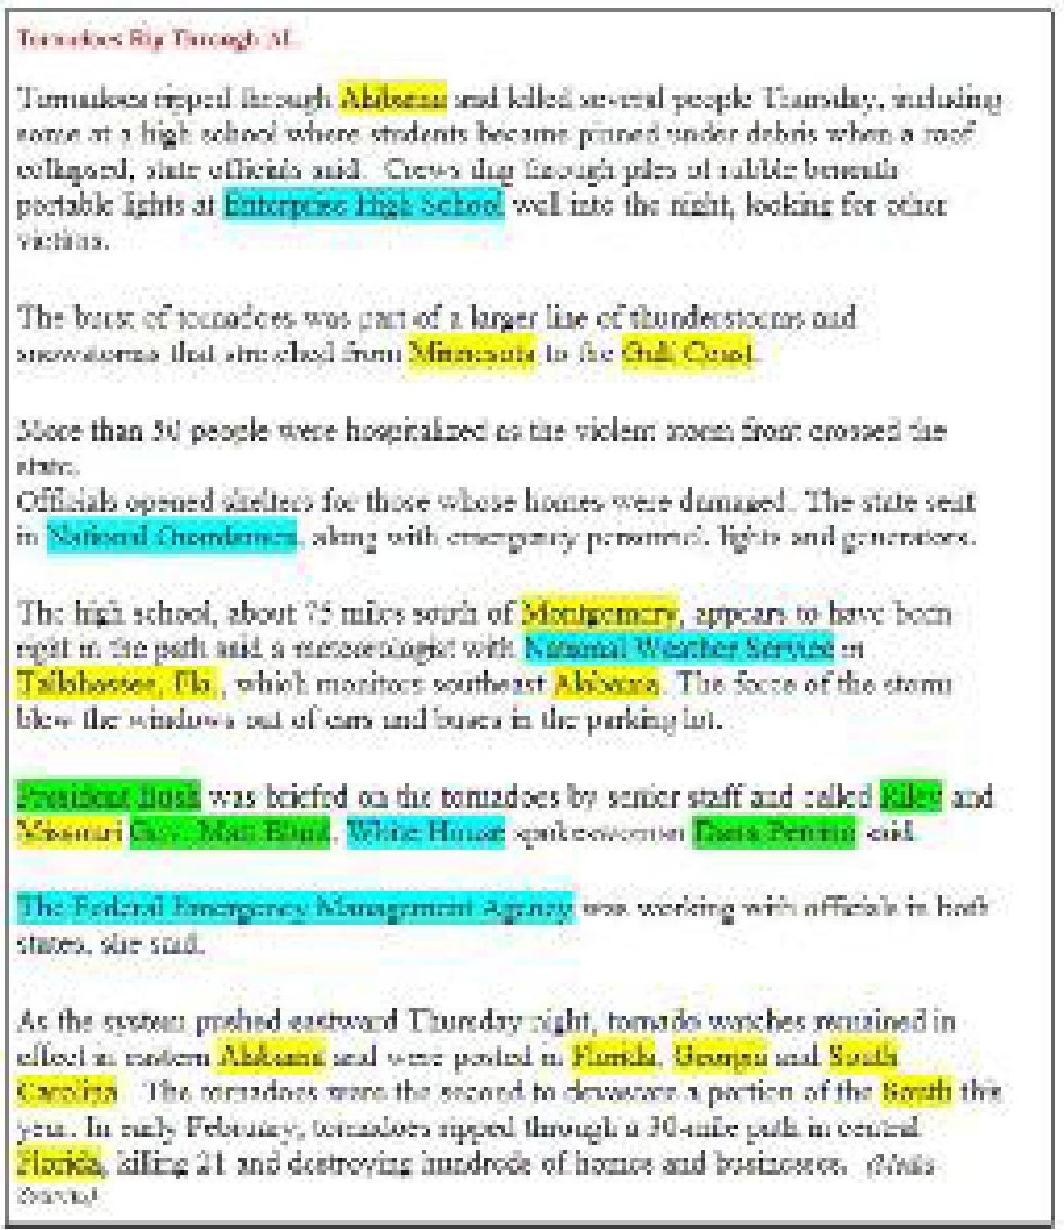 Tornadoes Rip Through AL
Tornadoes ripped through Alabama and killed several people Thursday, including
some at a high school where students became pinned under debris when a roof
collapsed, state officials said. Crews dug through piles of rubble beneath
portable lights at Enterprise High School well into the night, looking for other
victims.
The burst of tornadoes was part of a larger line of thunderstorms and
snowstorms that stretched from Minnesota to the Gulf Coast.
More than 50 people were hospitalized as the violent storm front crossed the
state.
Officials opened shelters for those whose homes were damaged. The state sent
in National Guardsmen, along with emergency personnel, lights and generators.
The high school, about 75 miles south of Montgomery, appears to have been
right in the path said a meteorologist with National Weather Service in
Tallahassee, Fla., which monitors southeast Alabama. The force of the storm
blew the windows out of cars and buses in the parking lot.
President Bush was briefed on the tornadoes by senior staff and called Riley and
Missouri Gov. Matt Blunt, White House spokeswoman Dana Perino said.
The Federal Emergency Management Agency was working with officials in both
states, she said.
As the system pushed eastward Thursday night, tornado watches remained in
effect in eastern Alabama and were posted in Florida, Georgia and South
Carolina. The tornadoes were the second to devastate a portion of the South this
year. In early February, tornadoes ripped through a 30-mile path in central
Florida, killing 21 and destroying hundreds of homes and businesses.